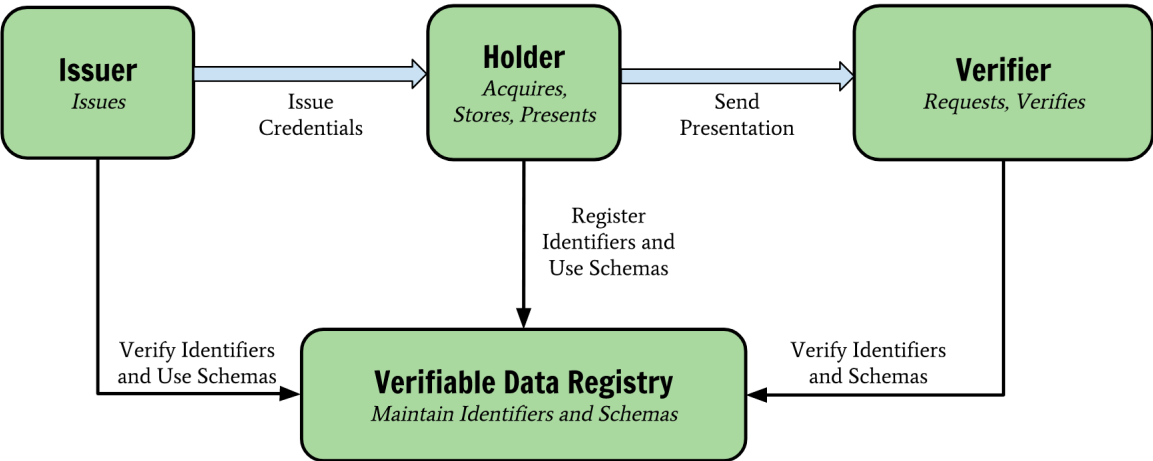 Issuer
Issues
Issue
Credentials
Holder
Acquires,
Stores, Presents
Send
Presentation
Verifier
Requests, Verifies
Register
Identifiers and
Use Schemas
Verify Identifiers
and Use Schemas
Verifiable Data Registry
Maintain Identifiers and Schemas
Verify Identifiers
and Schemas